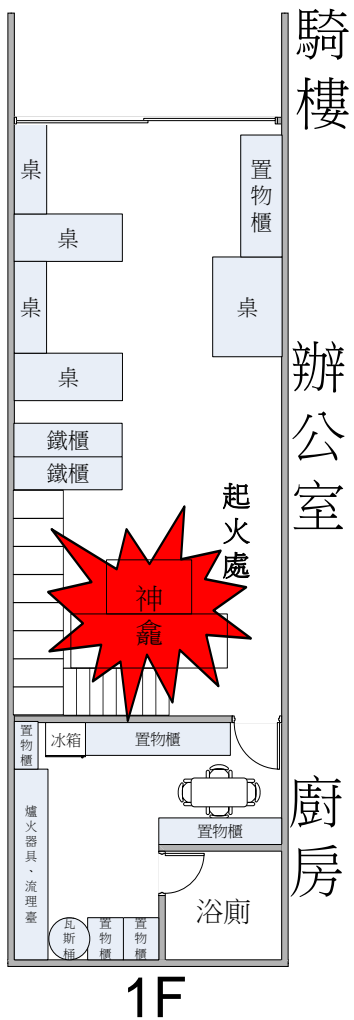 騎樓
桌
置物櫃
桌
桌
桌
桌
辦公室
鐵櫃
鐵櫃
起火處
神龕
置物櫃
冰箱
置物櫃
廚房
爐火器具、流理臺
置物櫃
浴廁
瓦斯桶
置物櫃
置物櫃
1F